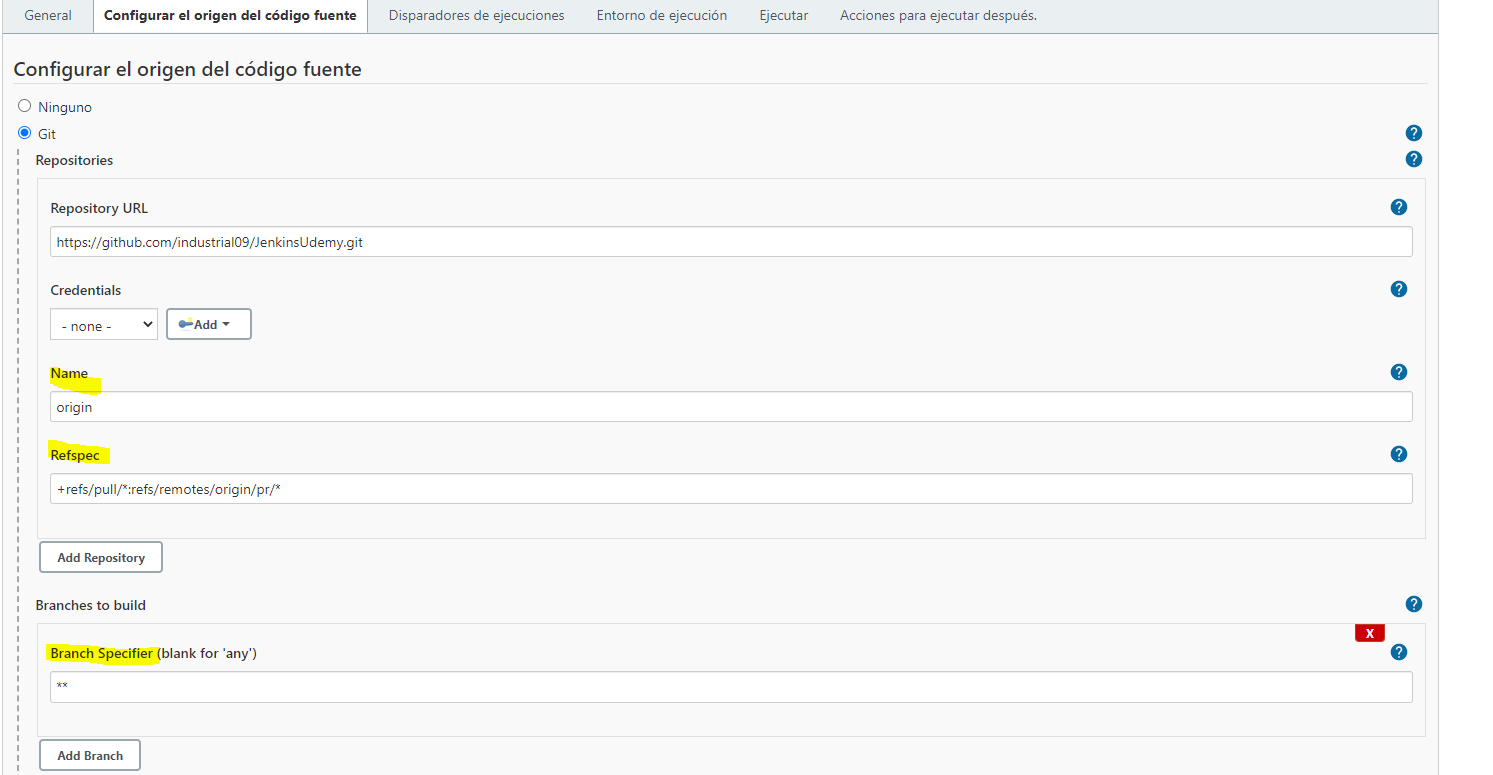 General Configurar el origen del código fuente Disparadores de ejecuciones Entorno de ejecución Ejecutar Acciones para ejecutar después.
Configurar el origen del código fuente
Ninguno
Git ?
Repositories ?
Repository URL ?
https://github.com/industrial09/JenkinsUdemy.git
Credentials ?
- none - Add
Name ?
origin
Refspec ?
+refs/pull/*:refs/remotes/origin/pr/*
Add Repository
Branches to build ?
X
Branch Specifier (blank for 'any') ?
**
Add Branch